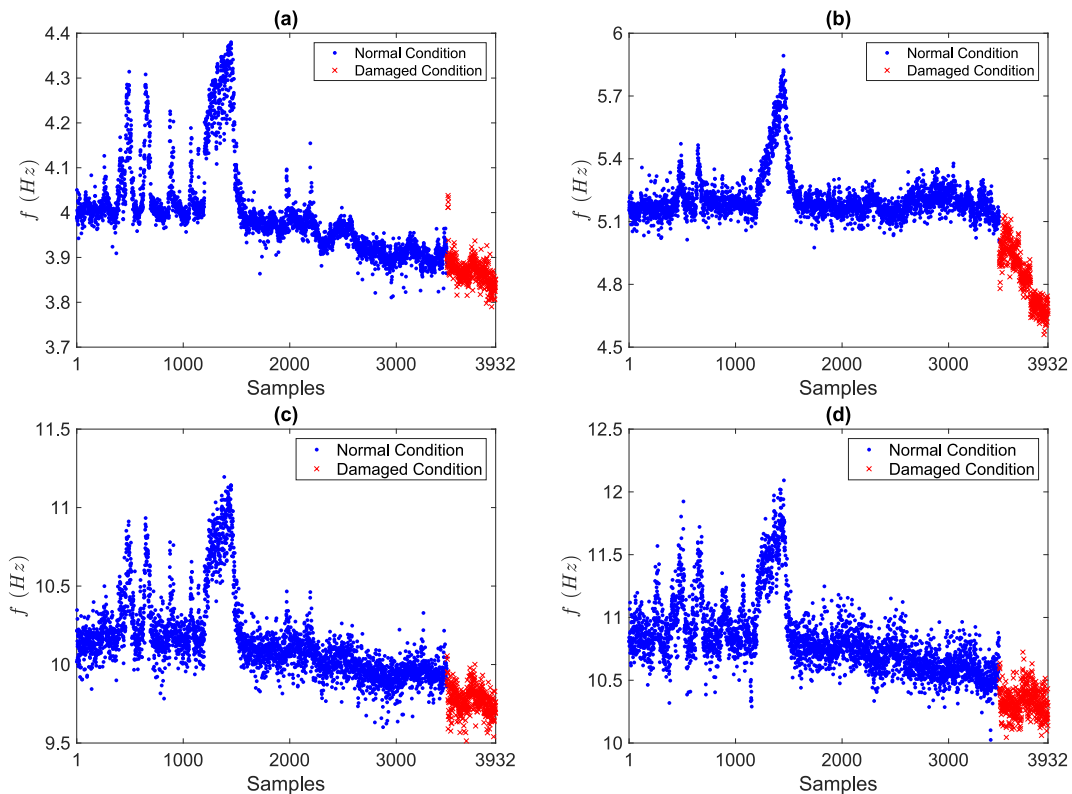 (a)
4.4
4.3
4.2
4.1
4
3.9
3.8
3.7
f (Hz)
1
1000
2000
3000
3932
Samples
Normal Condition
Damaged Condition
(b)
6
5.7
5.4
5.1
4.8
4.5
f (Hz)
1
1000
2000
3000
3932
Samples
Normal Condition
Damaged Condition
(c)
11.5
11
10.5
10
9.5
f (Hz)
1
1000
2000
3000
3932
Samples
Normal Condition
Damaged Condition
(d)
12.5
12
11.5
11
10.5
10
f (Hz)
1
1000
2000
3000
3932
Samples
Normal Condition
Damaged Condition